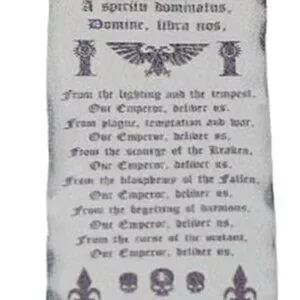 A spiritu dominatus,
Domine, libra nos,
From the lighting and the tempest,
Our Emperor, deliver us.
From plague, temptation and war,
Our Emperor, deliver us,
From the scourge of the Kraken,
Our Emperor, deliver us.
From the blasphemy of the Fallen,
Our Emperor, deliver us,
From the begetting of daemons,
Our Emperor, deliver us,
From the curse of the mutant,
Our Emperor, deliver us,